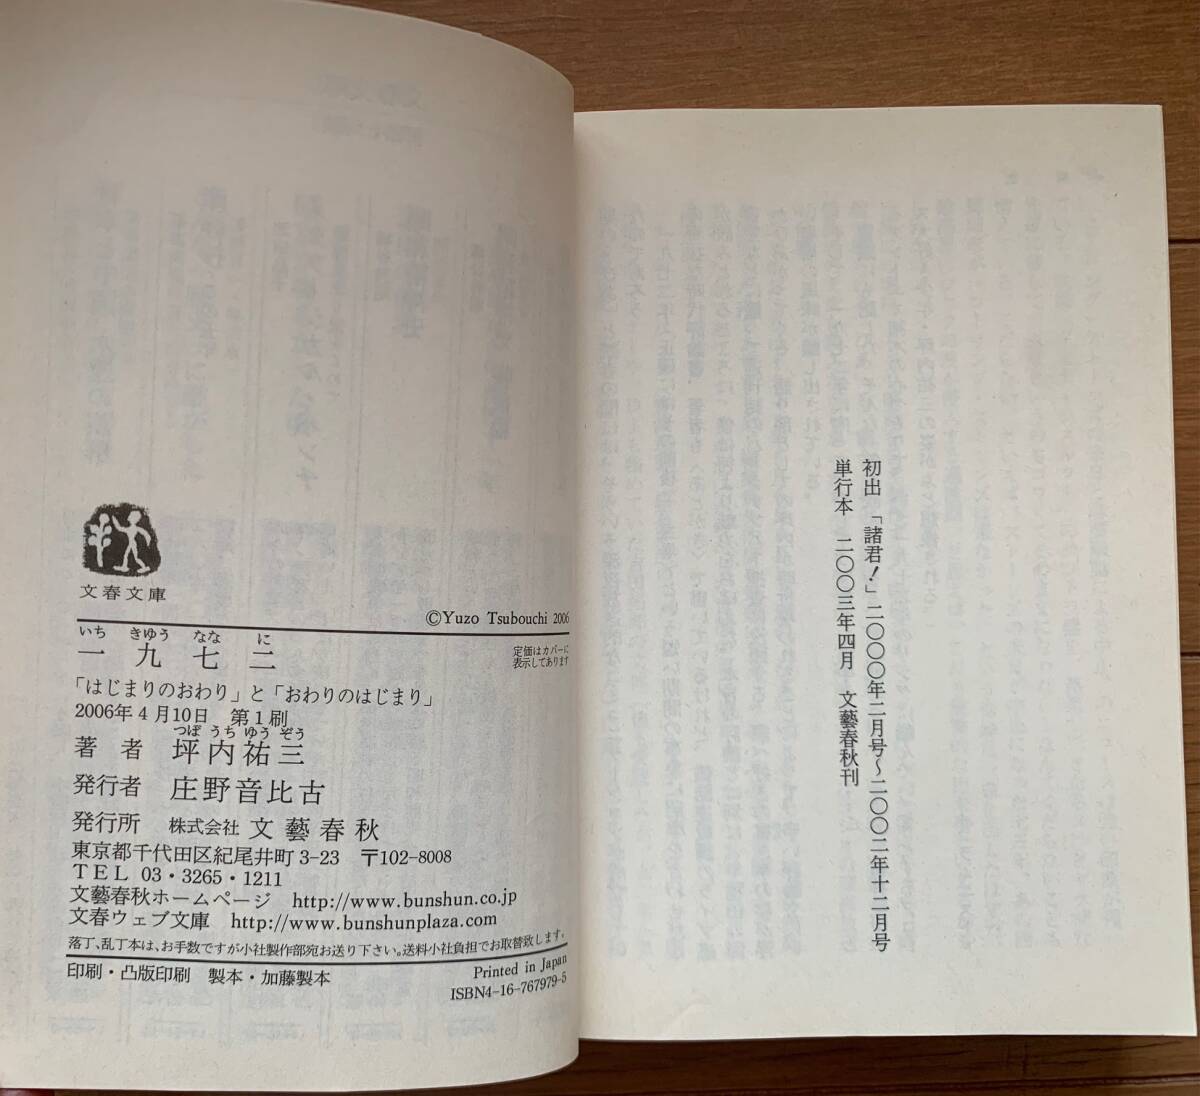 初出 「諸君！」二〇〇〇年二月号〜二〇〇二年十二月号
単行本 二〇〇三年四月 文藝春秋刊
文春文庫
©Yuzo Tsubouchi 2006
いち きゆう なな に
一九七二
定価はカバーに
表示してあります
「はじまりのおわり」と「おわりのはじまり」
2006年4月10日 第1刷
つぼ うち ゆう ぞう
著者 坪内祐三
発行者 庄野音比古
発行所 株式会社 文藝春秋
東京都千代田区紀尾井町3-23 〒102-8008
TEL 03・3265・1211
文藝春秋ホームページ http://www.bunshun.co.jp
文春ウェブ文庫 http://www.bunshunplaza.com
落丁、乱丁本は、お手数ですが小社製作部宛お送り下さい。送料小社負担でお取替致します。
印刷・凸版印刷 製本・加藤製本
Printed in Japan
ISBN4-16-767979-5